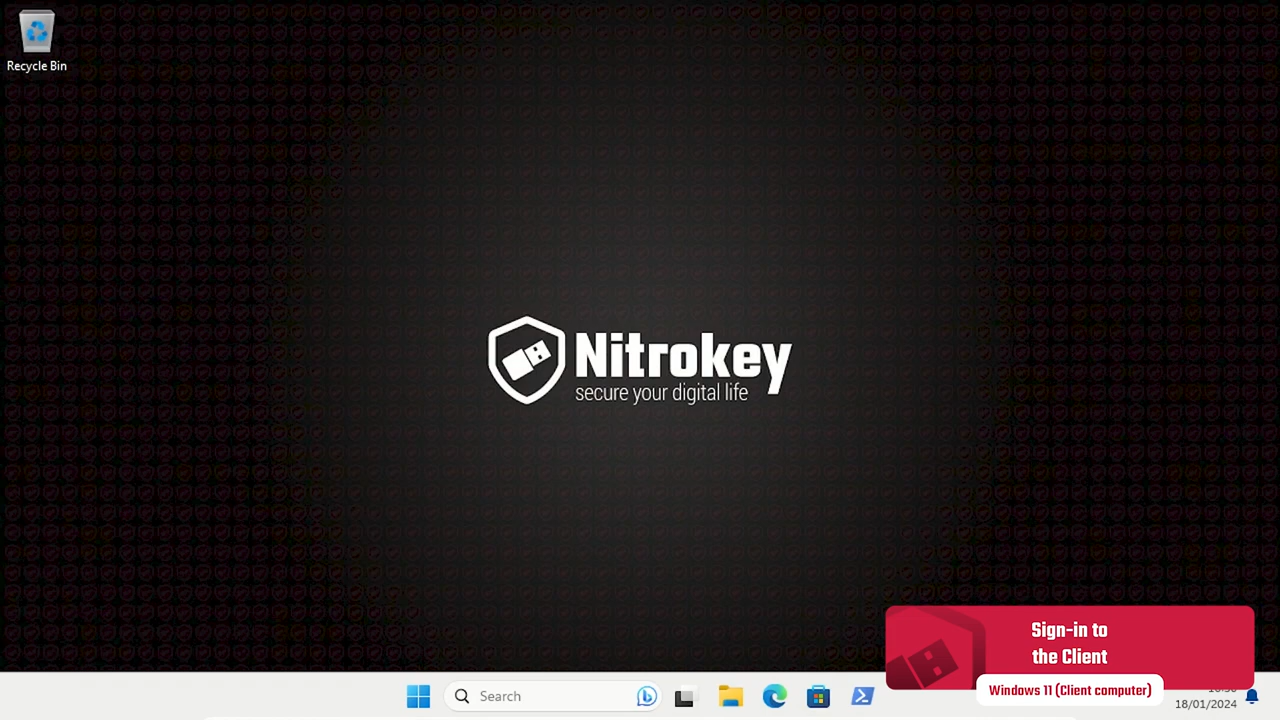 Recycle Bin
Nitrokey
secure your digital life
Sign-in to
the Client
Windows 11 (Client computer)
Search
18/01/2024